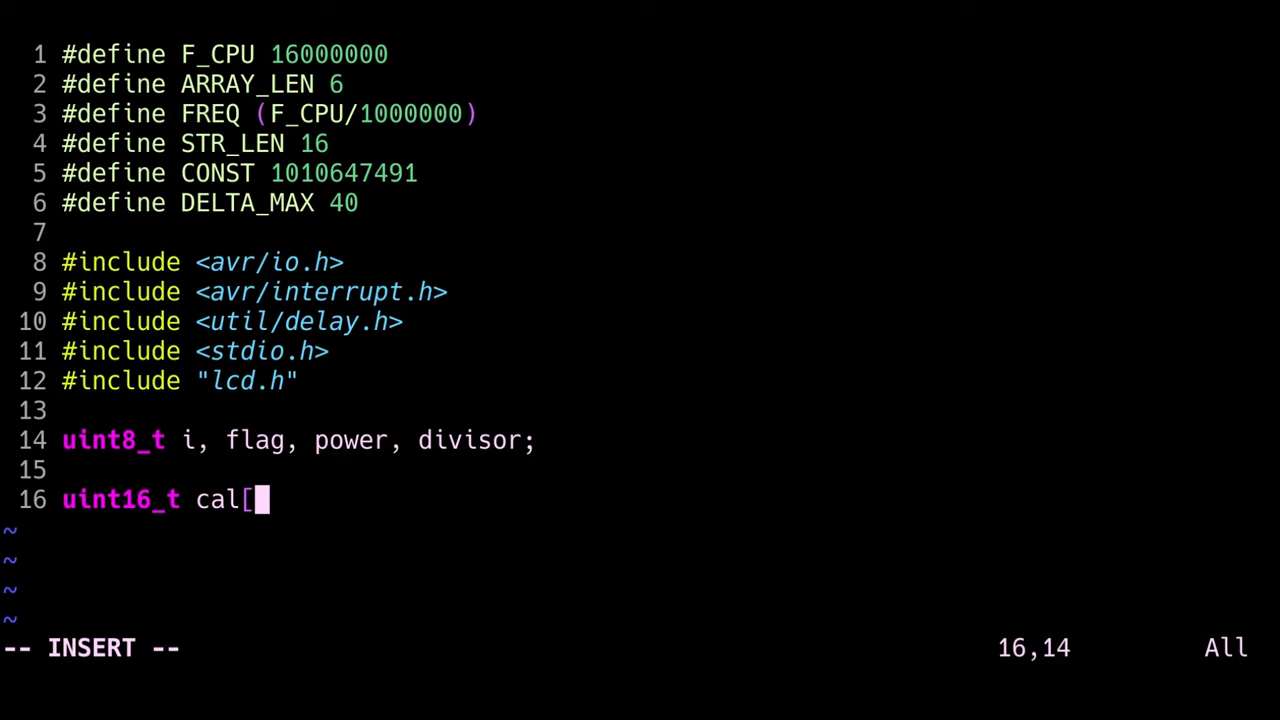 1 #define F_CPU 16000000
2 #define ARRAY_LEN 6
3 #define FREQ (F_CPU/1000000)
4 #define STR_LEN 16
5 #define CONST 1010647491
6 #define DELTA_MAX 40
7
8 #include <avr/io.h>
9 #include <avr/interrupt.h>
10 #include <util/delay.h>
11 #include <stdio.h>
12 #include "lcd.h"
13
14 uint8_t i, flag, power, divisor;
15
16 uint16_t cal[
~
~
~
~
-- INSERT -- 16,14 All